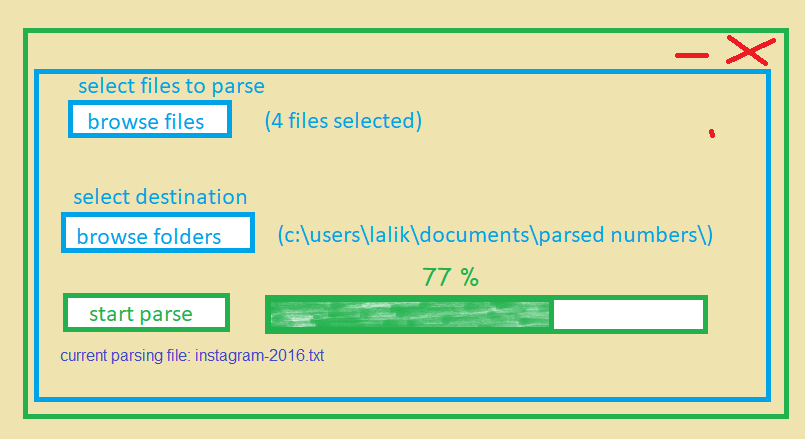 select files to parse
browse files (4 files selected)
select destination
browse folders (c:\users\lalik\documents\parsed numbers\)
77 %
start parse
current parsing file: instagram-2016.txt